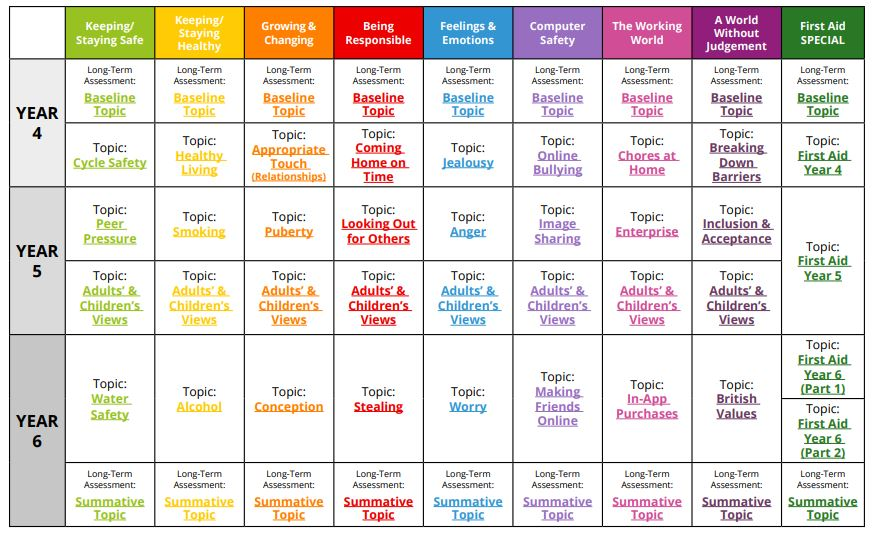 Keeping/
Staying Safe
Keeping/
Staying
Healthy
Growing &
Changing
Being
Responsible
Feelings &
Emotions
Computer
Safety
The Working
World
A World
Without
Judgement
First Aid
SPECIAL
YEAR
4
Long-Term
Assessment:
Baseline
Topic
Long-Term
Assessment:
Baseline
Topic
Long-Term
Assessment:
Baseline
Topic
Long-Term
Assessment:
Baseline
Topic
Long-Term
Assessment:
Baseline
Topic
Long-Term
Assessment:
Baseline
Topic
Long-Term
Assessment:
Baseline
Topic
Long-Term
Assessment:
Baseline
Topic
Long-Term
Assessment:
Baseline
Topic
Topic:
Cycle Safety
Topic:
Healthy
Living
Topic:
Appropriate
Touch
(Relationships)
Topic:
Coming
Home on
Time
Topic:
Jealousy
Topic:
Online
Bullying
Topic:
Chores at
Home
Topic:
Breaking
Down
Barriers
Topic:
First Aid
Year 4
YEAR
5
Topic:
Peer
Pressure
Topic:
Smoking
Topic:
Puberty
Topic:
Looking Out
for Others
Topic:
Anger
Topic:
Image
Sharing
Topic:
Enterprise
Topic:
Inclusion &
Acceptance
Topic:
First Aid
Year 5
Topic:
Adults’ &
Children’s
Views
Topic:
Adults’ &
Children’s
Views
Topic:
Adults’ &
Children’s
Views
Topic:
Adults’ &
Children’s
Views
Topic:
Adults’ &
Children’s
Views
Topic:
Adults’ &
Children’s
Views
Topic:
Adults’ &
Children’s
Views
Topic:
Adults’ &
Children’s
Views
YEAR
6
Topic:
Water
Safety
Topic:
Alcohol
Topic:
Conception
Topic:
Stealing
Topic:
Worry
Topic:
Making
Friends
Online
Topic:
In-App
Purchases
Topic:
British
Values
Topic:
First Aid
Year 6
(Part 1)
Topic:
First Aid
Year 6
(Part 2)
Long-Term
Assessment:
Summative
Topic
Long-Term
Assessment:
Summative
Topic
Long-Term
Assessment:
Summative
Topic
Long-Term
Assessment:
Summative
Topic
Long-Term
Assessment:
Summative
Topic
Long-Term
Assessment:
Summative
Topic
Long-Term
Assessment:
Summative
Topic
Long-Term
Assessment:
Summative
Topic
Long-Term
Assessment:
Summative
Topic